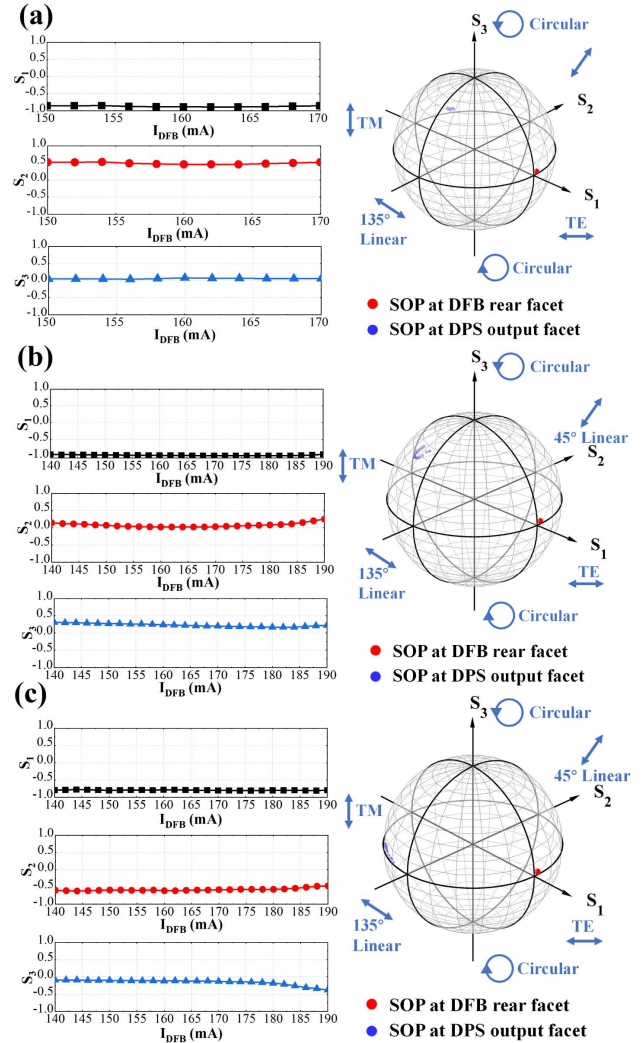 (a)
S₁
1.0
0.5
0.0
-0.5
-1.0
150 155 160 165 170
I_DFB (mA)
S₂
1.0
0.5
0.0
-0.5
-1.0
150 155 160 165 170
I_DFB (mA)
S₃
1.0
0.5
0.0
-0.5
-1.0
150 155 160 165 170
I_DFB (mA)
S₃
Circular
S₂
TM
S₁
135°
Linear
TE
Circular
SOP at DFB rear facet
SOP at DPS output facet
(b)
S₁
1.0
0.5
0.0
-0.5
-1.0
140 145 150 155 160 165 170 175 180 185 190
I_DFB (mA)
S₂
1.0
0.5
0.0
-0.5
-1.0
140 145 150 155 160 165 170 175 180 185 190
I_DFB (mA)
S₃
1.0
0.5
0.0
-0.5
-1.0
140 145 150 155 160 165 170 175 180 185 190
I_DFB (mA)
S₃
Circular
45° Linear
S₂
TM
S₁
135°
Linear
TE
Circular
SOP at DFB rear facet
SOP at DPS output facet
(c)
S₁
1.0
0.5
0.0
-0.5
-1.0
140 145 150 155 160 165 170 175 180 185 190
I_DFB (mA)
S₂
1.0
0.5
0.0
-0.5
-1.0
140 145 150 155 160 165 170 175 180 185 190
I_DFB (mA)
S₃
1.0
0.5
0.0
-0.5
-1.0
140 145 150 155 160 165 170 175 180 185 190
I_DFB (mA)
S₃
Circular
45° Linear
S₂
TM
S₁
135°
Linear
TE
Circular
SOP at DFB rear facet
SOP at DPS output facet